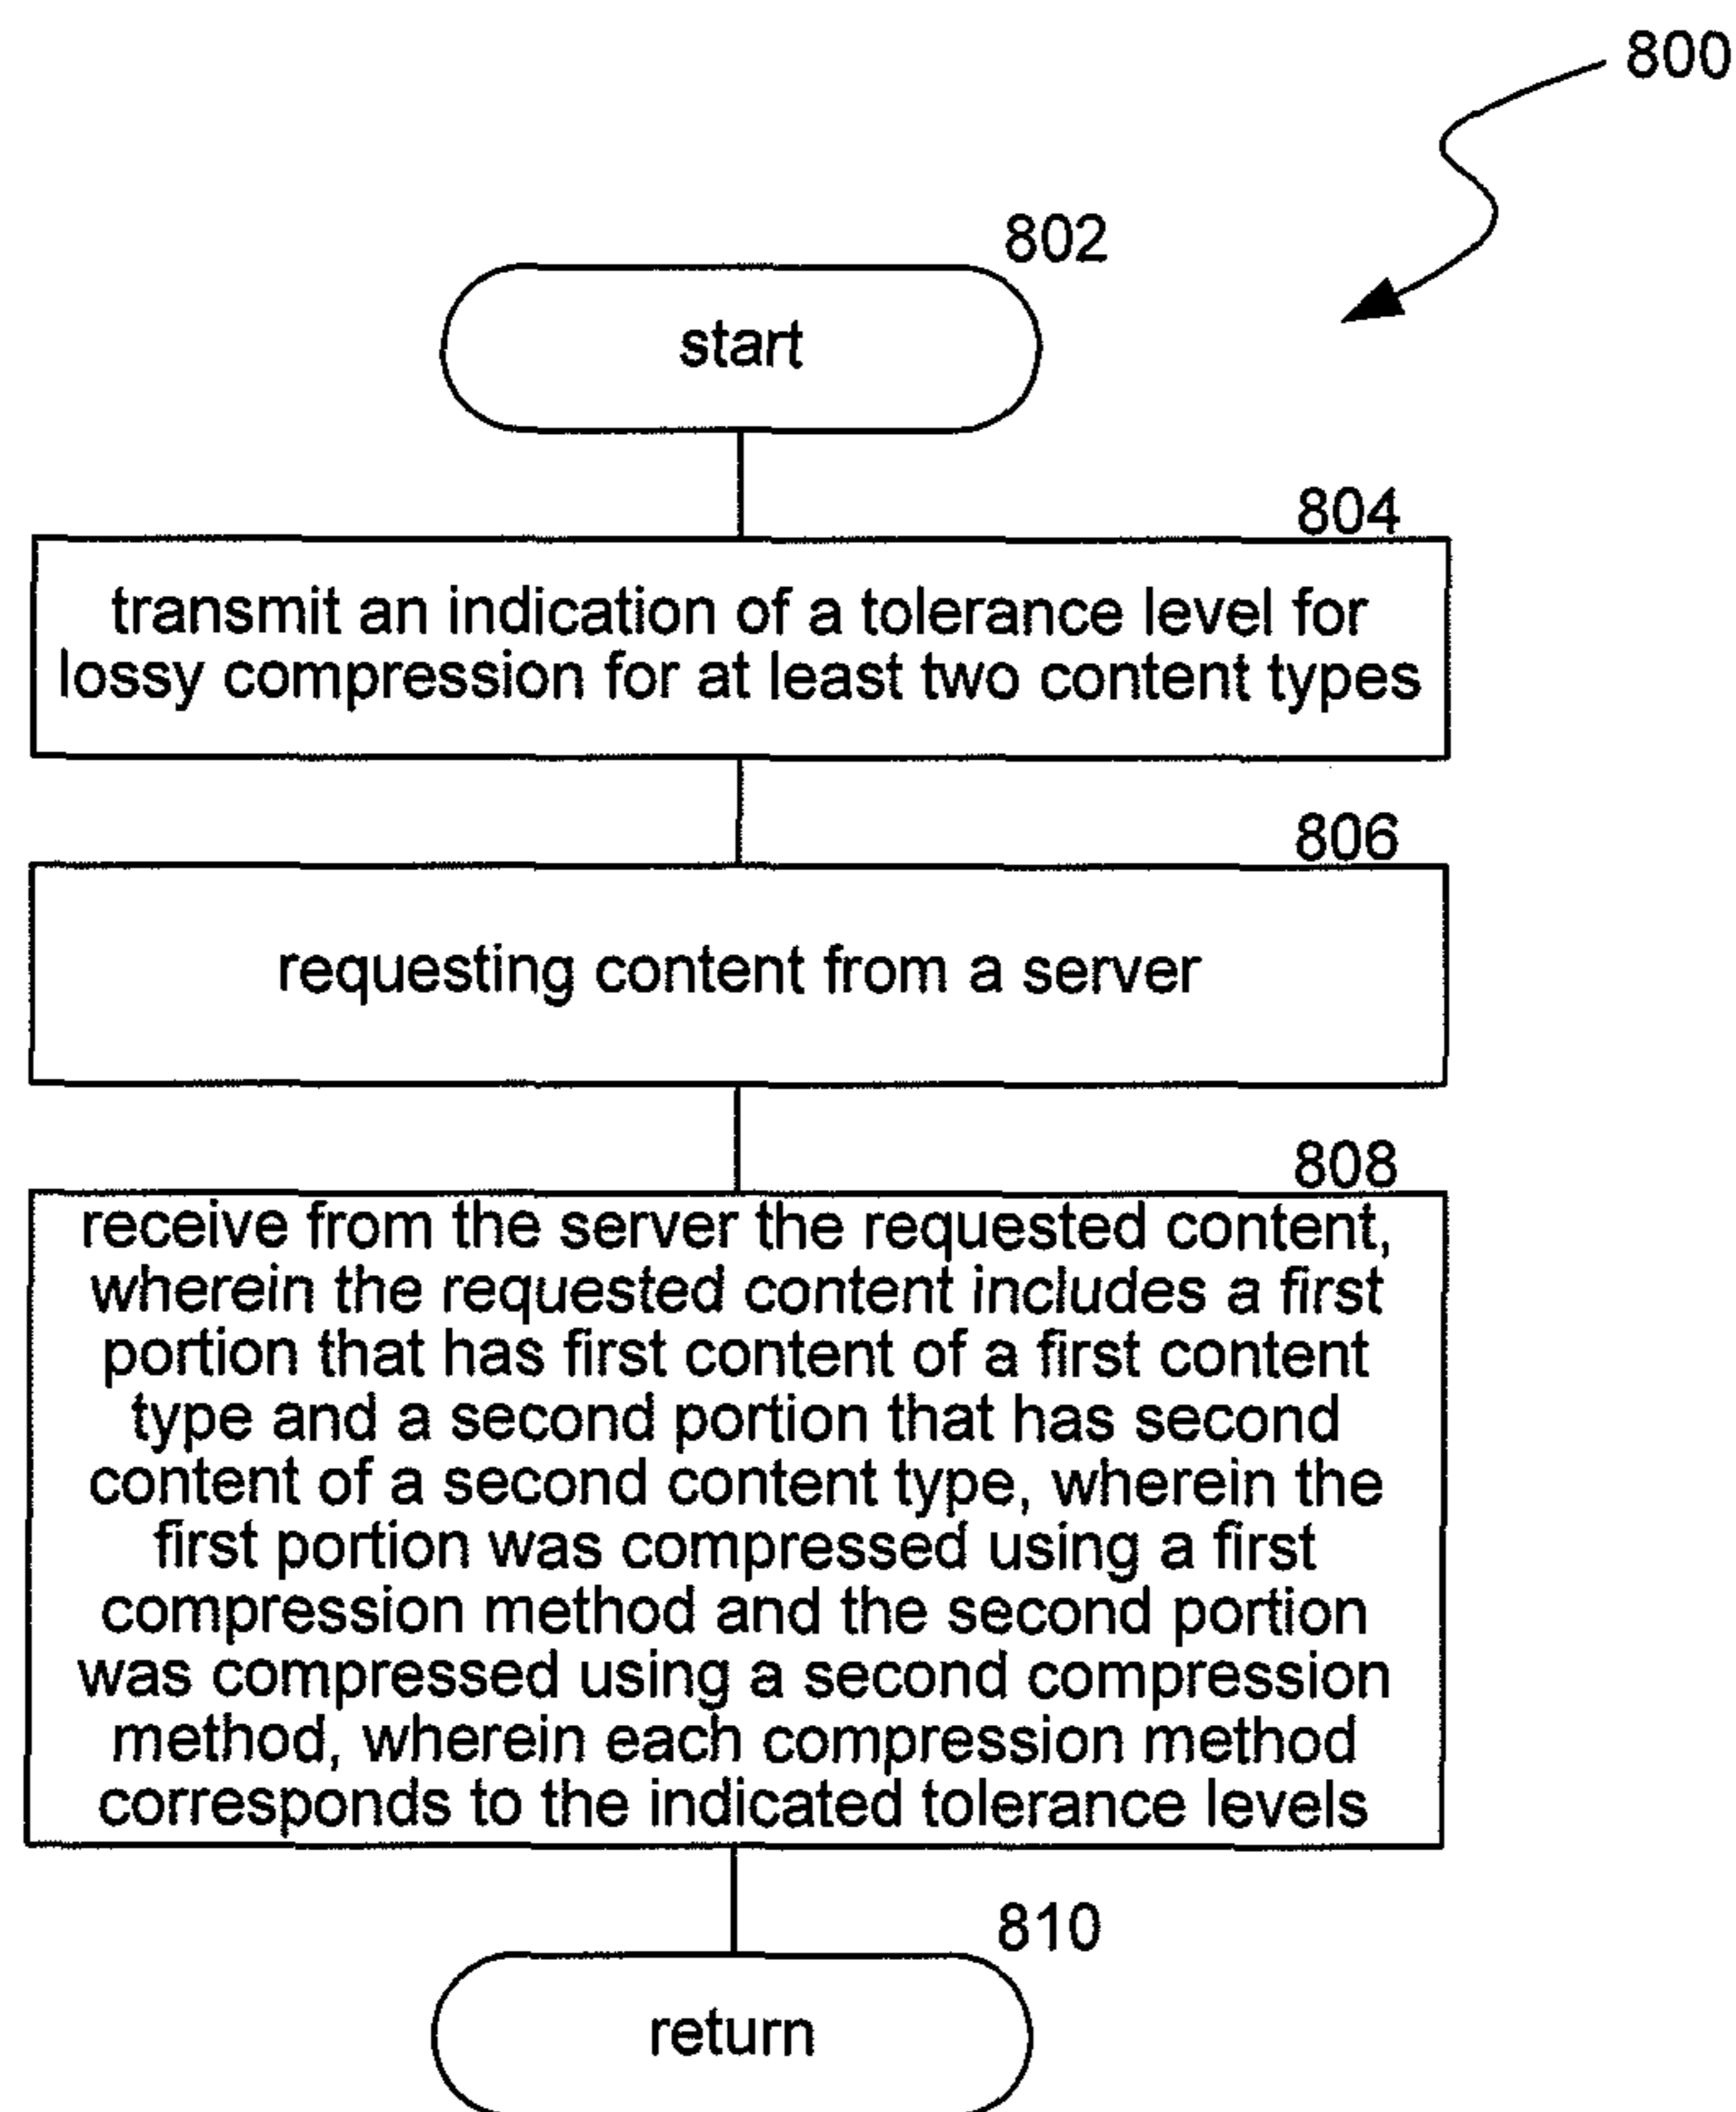 800
802
start
804
transmit an indication of a tolerance level for
lossy compression for at least two content types
806
requesting content from a server
808
receive from the server the requested content,
wherein the requested content includes a first
portion that has first content of a first content
type and a second portion that has second
content of a second content type, wherein the
first portion was compressed using a first
compression method and the second portion
was compressed using a second compression
method, wherein each compression method
corresponds to the indicated tolerance levels
810
return